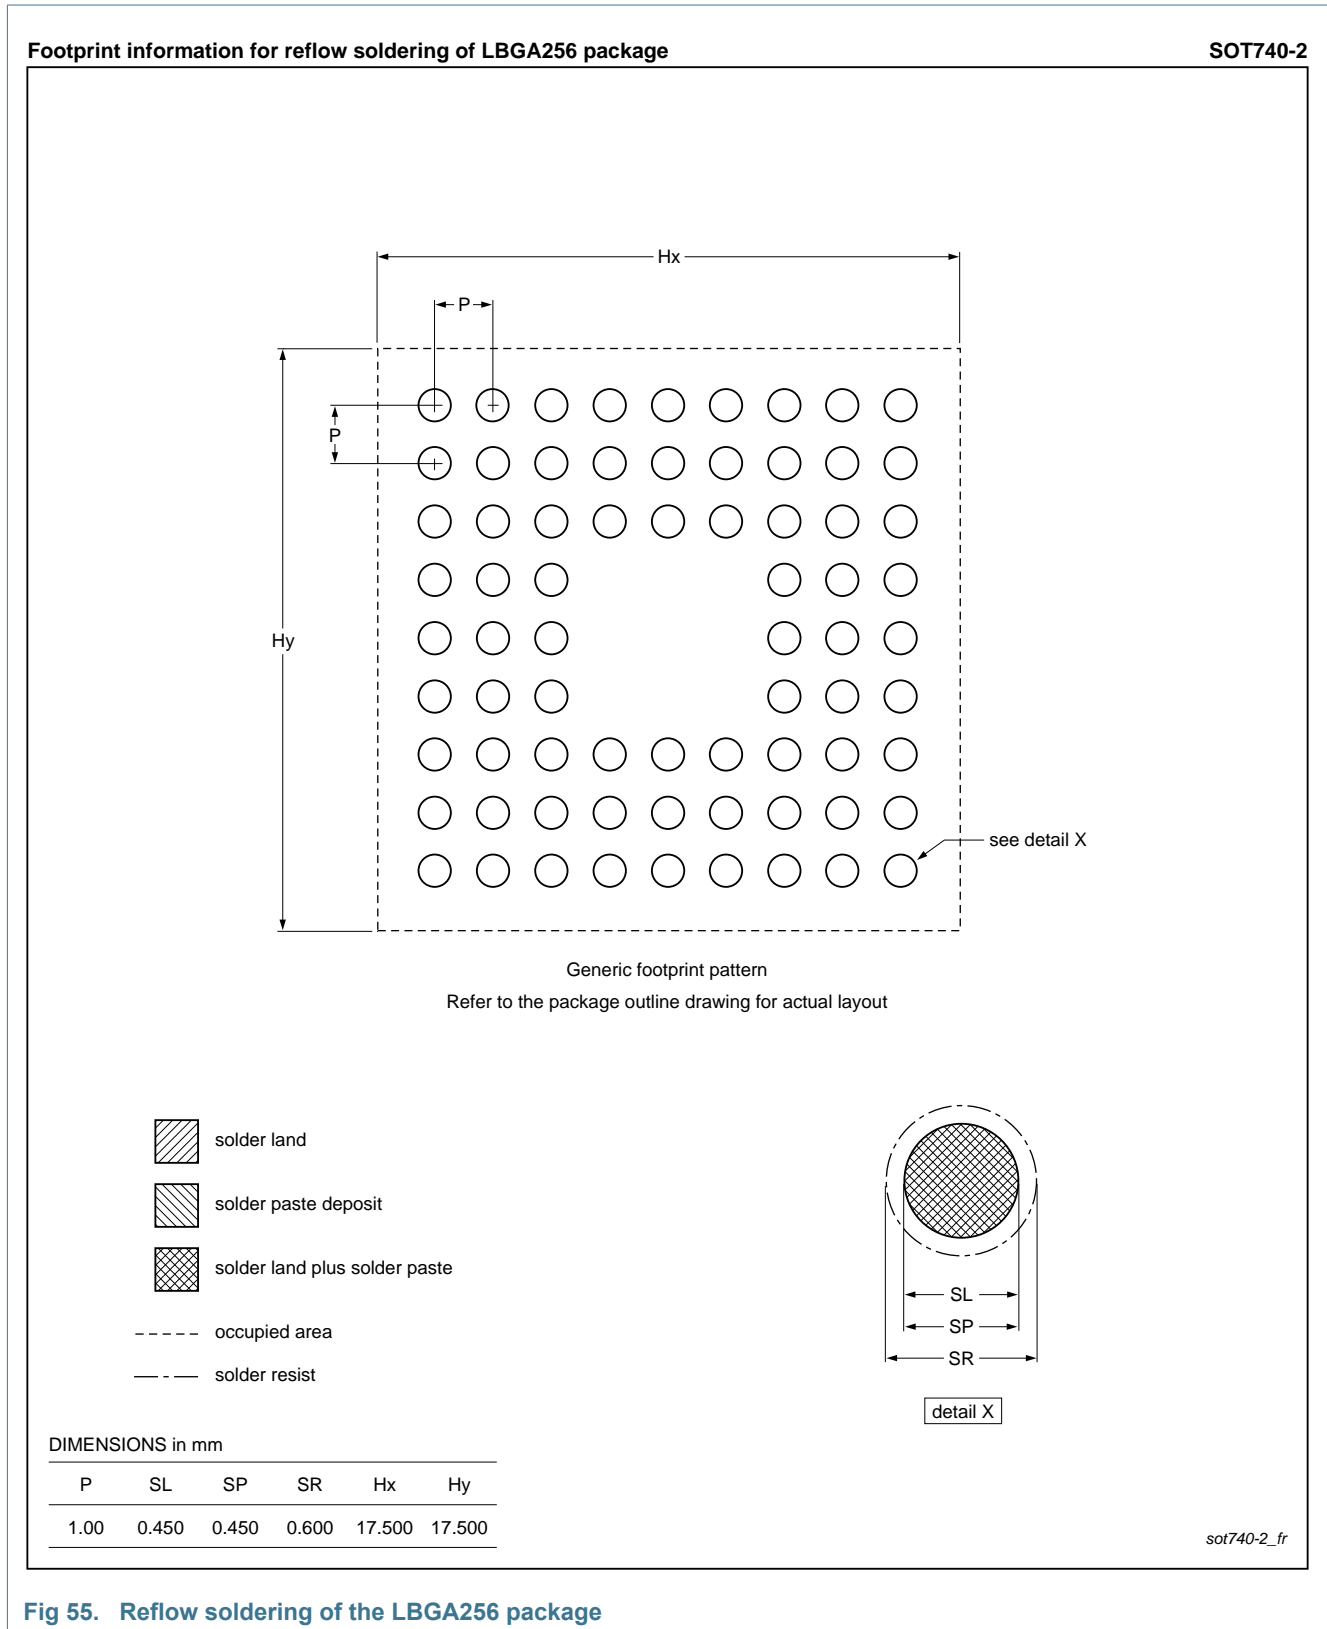 Footprint information for reflow soldering of LBGA256 package SOT740-2
Hx
P
P
Hy
see detail X
Generic footprint pattern
Refer to the package outline drawing for actual layout
solder land
solder paste deposit
solder land plus solder paste
occupied area
solder resist
SL
SP
SR
detail X
DIMENSIONS in mm
P SL SP SR Hx Hy
1.00 0.450 0.450 0.600 17.500 17.500
sot740-2_fr
Fig 55. Reflow soldering of the LBGA256 package